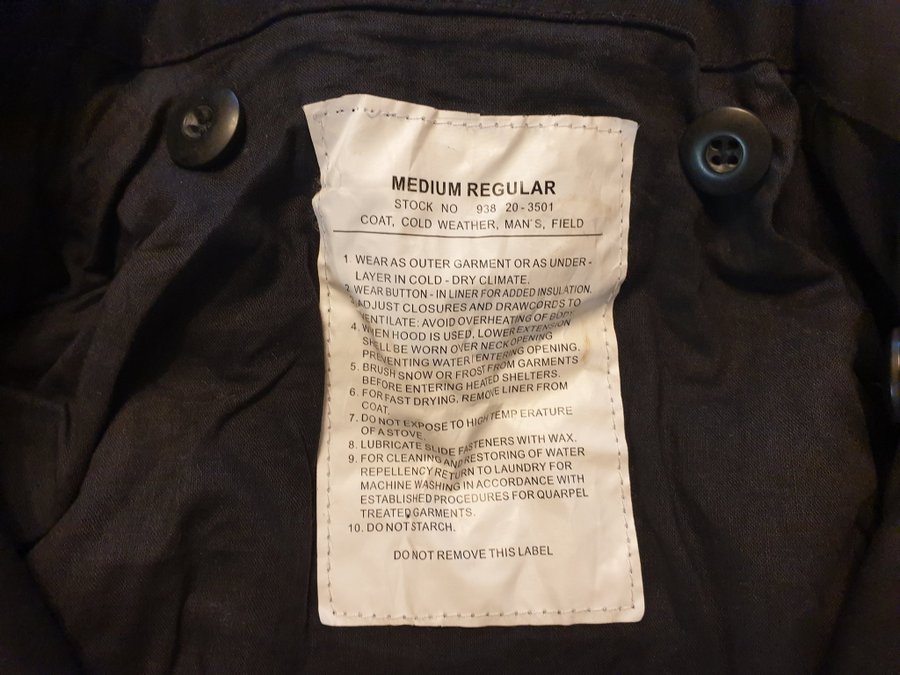 MEDIUM REGULAR
STOCK NO 938 20-3501
COAT, COLD WEATHER, MAN'S, FIELD
1. WEAR AS OUTER GARMENT OR AS UNDER-
LAYER IN COLD - DRY CLIMATE.
2. WEAR BUTTON - IN LINER FOR ADDED INSULATION.
3. ADJUST CLOSURES AND DRAWCORDS TO
VENTILATE: AVOID OVERHEATING OF BODY.
4. WHEN HOOD IS USED, LOWER EXTENSION
SHELL BE WORN OVER NECK OPENING
PREVENTING WATER ENTERING OPENING.
5. BRUSH SNOW OR FROST FROM GARMENTS
BEFORE ENTERING HEATED SHELTERS.
6. FOR FAST DRYING, REMOVE LINER FROM
COAT.
7. DO NOT EXPOSE TO HIGH TEMP ERATURE
OF A STOVE.
8. LUBRICATE SLIDE FASTENERS WITH WAX.
9. FOR CLEANING AND RESTORING OF WATER
REPELLENCY RETURN TO LAUNDRY FOR
MACHINE WASHING IN ACCORDANCE WITH
ESTABLISHED PROCEDURES FOR QUARPEL
TREATED GARMENTS.
10. DO NOT STARCH.
DO NOT REMOVE THIS LABEL